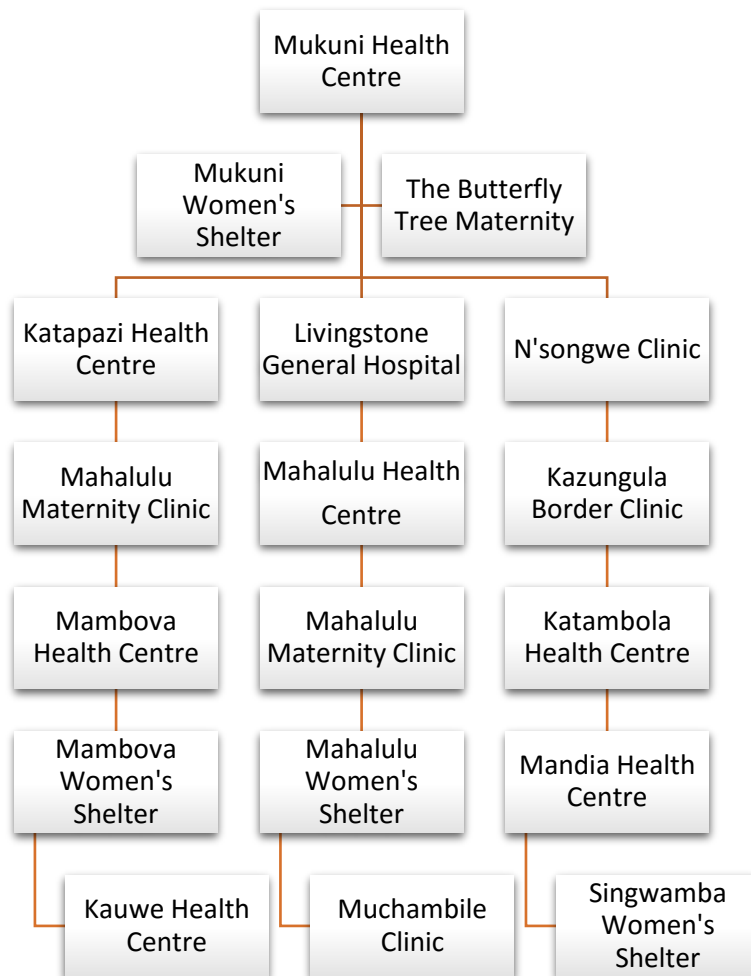 Mukuni Health
Centre
Mukuni
Women's
Shelter
The Butterfly
Tree Maternity
Katapazi Health
Centre
Livingstone
General Hospital
N'songwe Clinic
Mahalulu
Maternity Clinic
Mahalulu Health
Centre
Kazungula
Border Clinic
Mambova
Health Centre
Mahalulu
Maternity Clinic
Katambola
Health Centre
Mambova
Women's
Shelter
Mahalulu
Women's
Shelter
Mandia Health
Centre
Kauwe Health
Centre
Muchambile
Clinic
Singwamba
Women's
Shelter